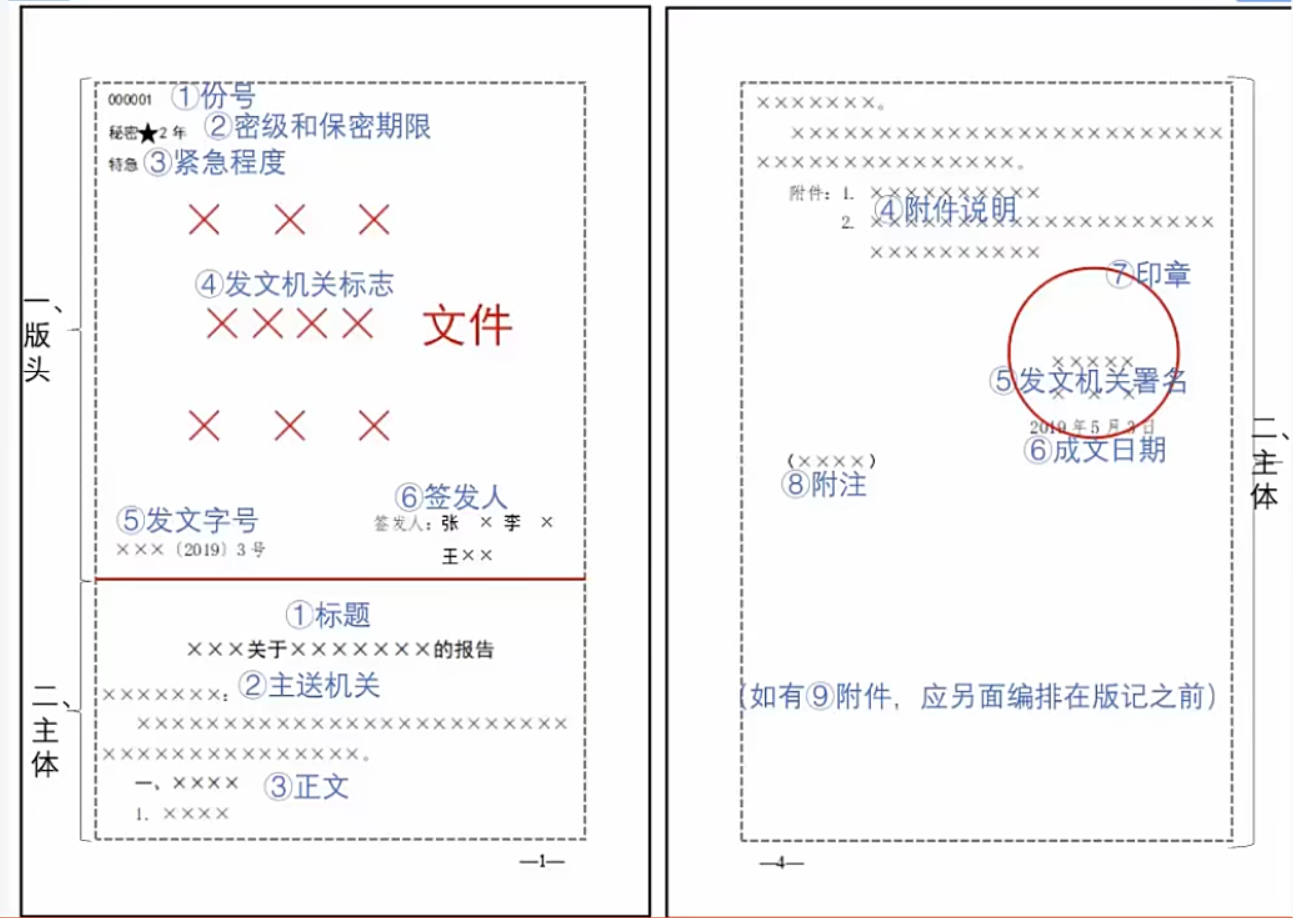 000001 ①份号
秘密★2 年 ②密级和保密期限
特急 ③紧急程度
× × ×
④发文机关标志
×××× 文件
一、版头
× × ×
⑥签发人
⑤发文字号
签发人：张 × 李 ×
×××〔2019〕3 号
王××
①标题
×××关于×××××××的报告
×××××××： ②主送机关
×××××××××××××××××××××××
×××××××××××××××。
二、主体
一、×××× ③正文
1. ××××
—1—
×××××××。
×××××××××××××××××××××××
××××××××××××××。
附件：1. ××××××××××
④附件说明
2. ××××××××××××××××××
××××××××××
⑦印章
×××××
⑤发文机关署名
× × ×
2019 年 5 月 3 日
⑥成文日期
（××××）
⑧附注
二、主体
（如有⑨附件，应另面编排在版记之前）
—4—